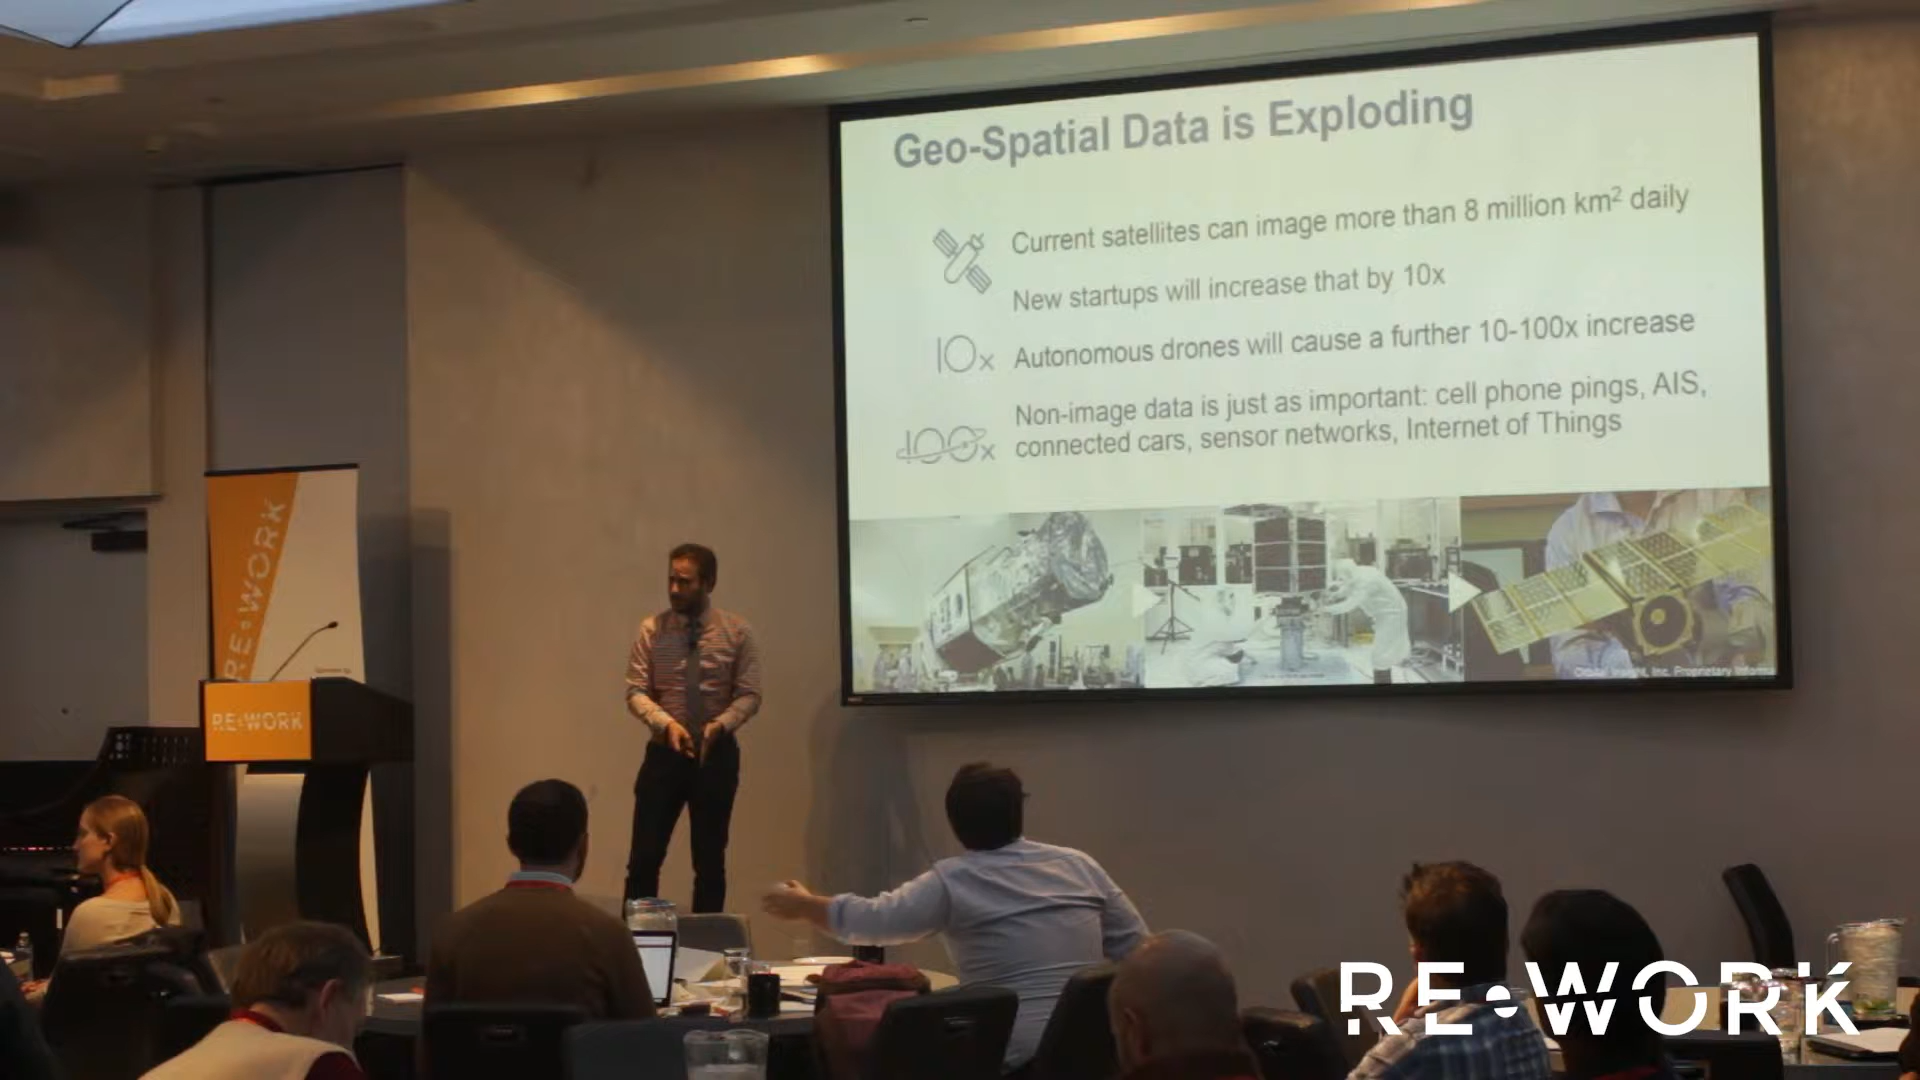 Geo-Spatial Data is Exploding
Current satellites can image more than 8 million km² daily
New startups will increase that by 10x
10x
Autonomous drones will cause a further 10-100x increase
Non-image data is just as important: cell phone pings, AIS,
100x
connected cars, sensor networks, Internet of Things
Inc. Proprietary
RE•WORK
RE•WORK
RE•WORK